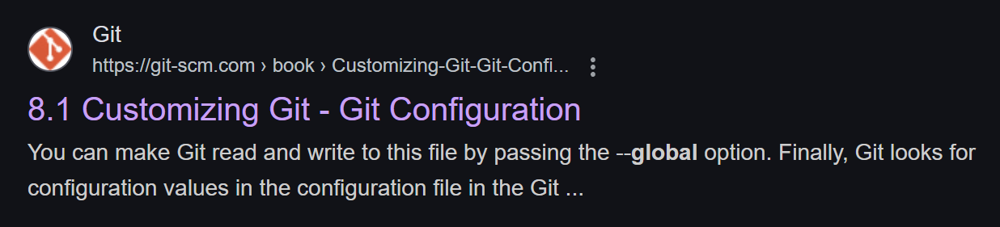 Git
https://git-scm.com › book › Customizing-Git-Git-Confi...
8.1 Customizing Git - Git Configuration
You can make Git read and write to this file by passing the --global option. Finally, Git looks for
configuration values in the configuration file in the Git ...